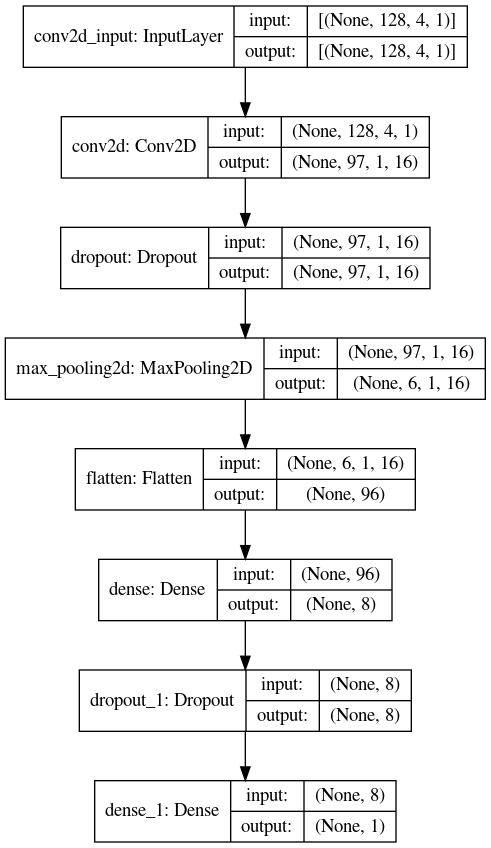 conv2d_input: InputLayer
input: [(None, 128, 4, 1)]
output: [(None, 128, 4, 1)]
conv2d: Conv2D
input: (None, 128, 4, 1)
output: (None, 97, 1, 16)
dropout: Dropout
input: (None, 97, 1, 16)
output: (None, 97, 1, 16)
max_pooling2d: MaxPooling2D
input: (None, 97, 1, 16)
output: (None, 6, 1, 16)
flatten: Flatten
input: (None, 6, 1, 16)
output: (None, 96)
dense: Dense
input: (None, 96)
output: (None, 8)
dropout_1: Dropout
input: (None, 8)
output: (None, 8)
dense_1: Dense
input: (None, 8)
output: (None, 1)